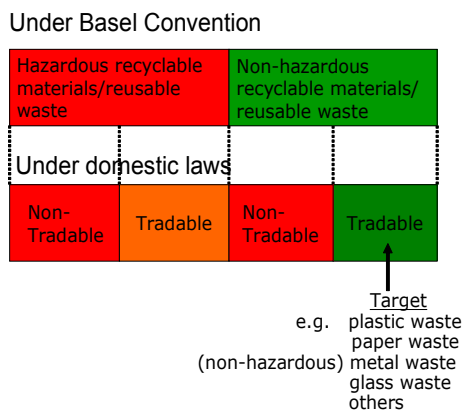 Under Basel Convention
Hazardous recyclable
materials/reusable
waste
Non-hazardous
recyclable materials/
reusable waste
Under domestic laws
Non-
Tradable
Tradable
Non-
Tradable
Tradable
Target
e.g. plastic waste
paper waste
(non-hazardous) metal waste
glass waste
others